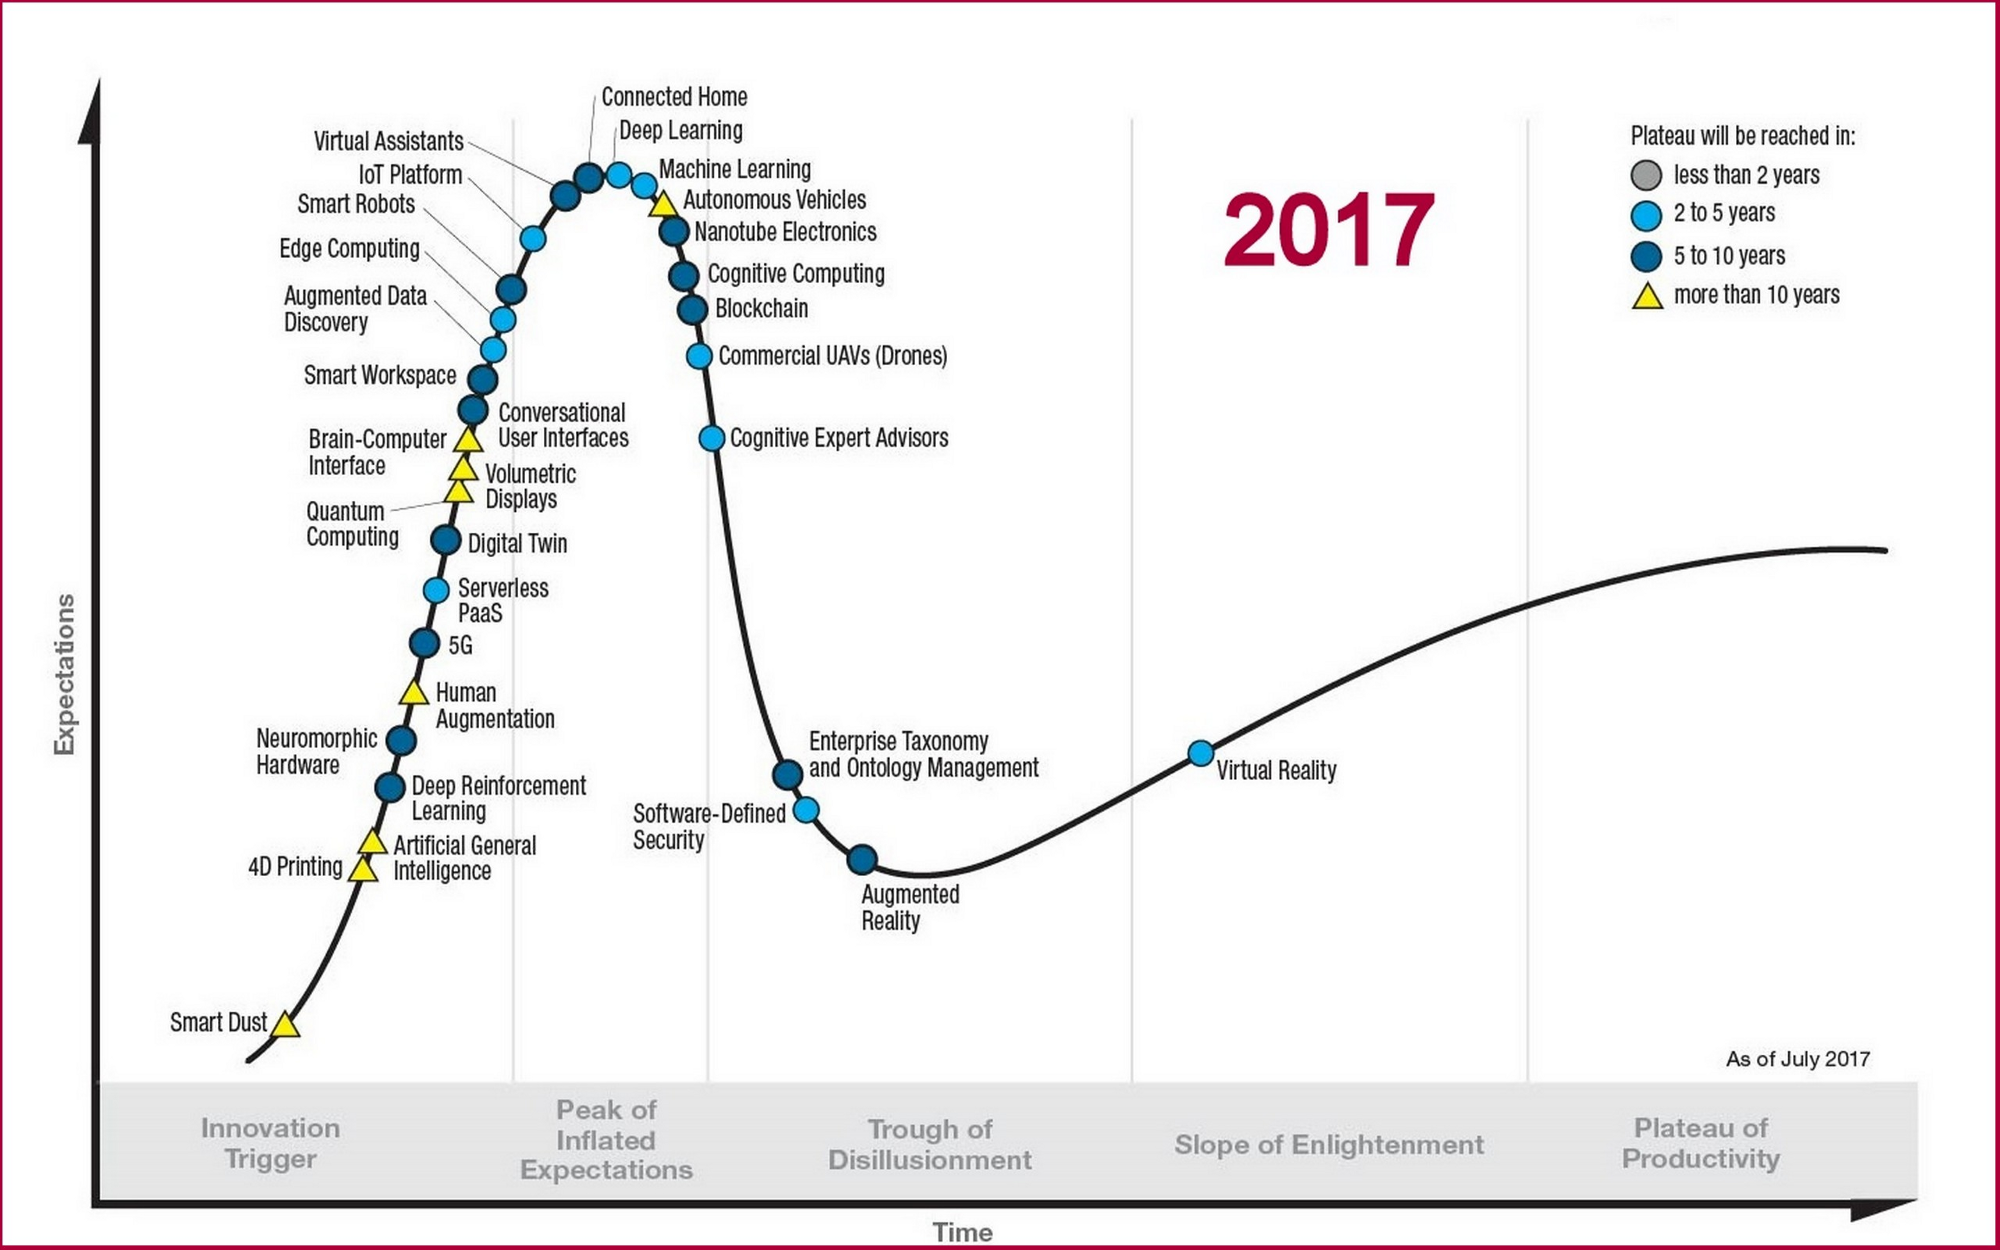 Connected Home
Deep Learning
Virtual Assistants
IoT Platform
Smart Robots
Edge Computing
Augmented Data
Discovery
Smart Workspace
Machine Learning
Autonomous Vehicles
Nanotube Electronics
Cognitive Computing
Blockchain
Commercial UAVs (Drones)
Cognitive Expert Advisors
Conversational
User Interfaces
Brain-Computer
Interface
Volumetric
Displays
Quantum
Computing
Digital Twin
Serverless
PaaS
5G
Human
Augmentation
Neuromorphic
Hardware
Deep Reinforcement
Learning
Artificial General
Intelligence
4D Printing
Smart Dust
Enterprise Taxonomy
and Ontology Management
Software-Defined
Security
Augmented
Reality
Virtual Reality
2017
Plateau will be reached in:
less than 2 years
2 to 5 years
5 to 10 years
more than 10 years
As of July 2017
Expectations
Innovation
Trigger
Peak of
Inflated
Expectations
Trough of
Disillusionment
Slope of Enlightenment
Plateau of
Productivity
Time